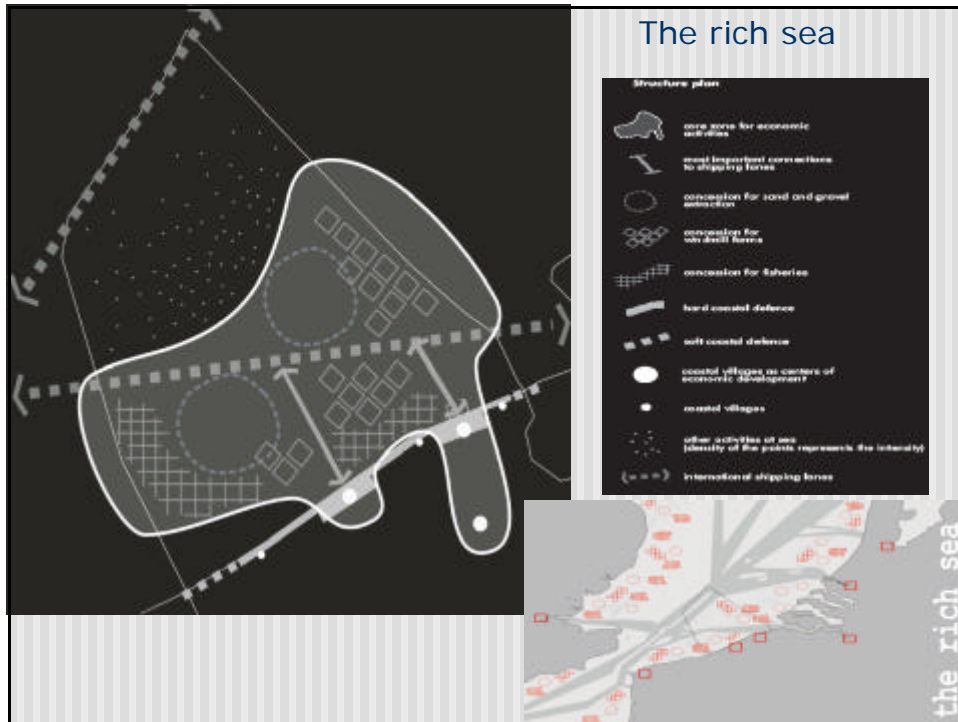 The rich sea
Structure plan
core zone for economic
activities
most important connections
to shipping lanes
concession for sand and gravel
extraction
concession for
windmill farms
concession for fisheries
hard coastal defence
soft coastal defence
coastal villages as centers of
economic development
coastal villages
other activities at sea
(density of the points represents the intensity)
international shipping lanes
the rich sea